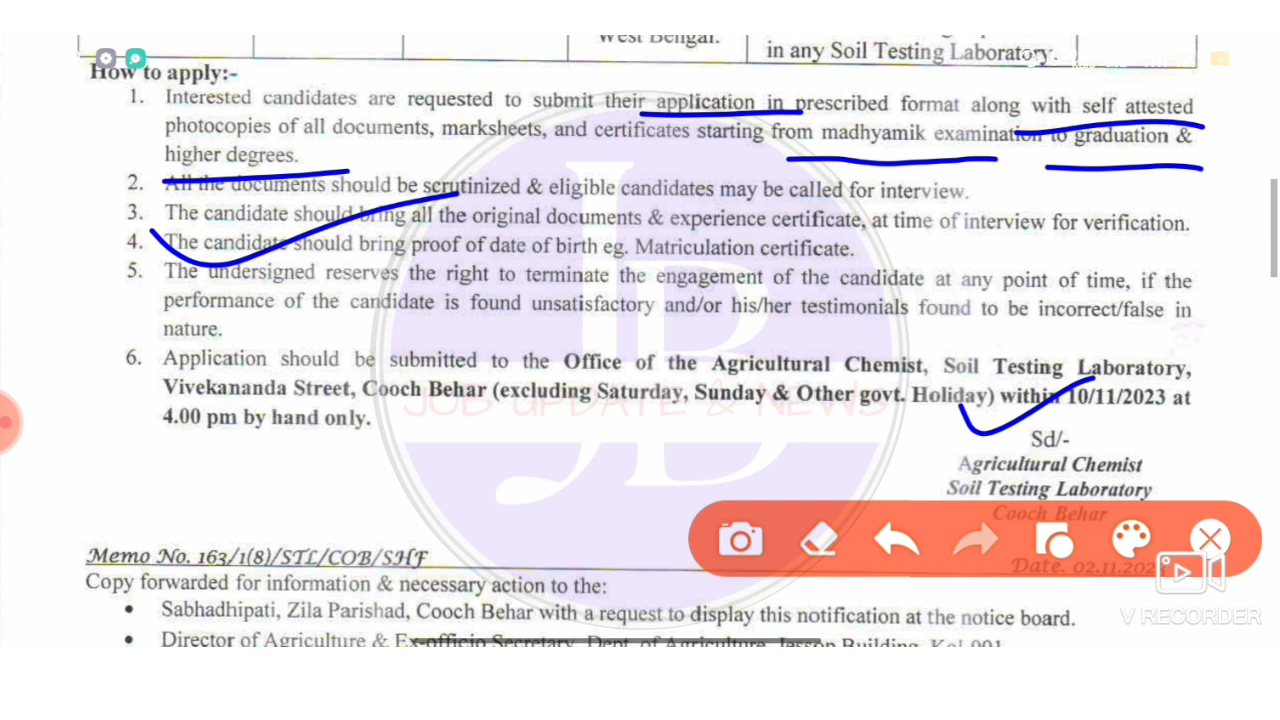 West Bengal.
in any Soil Testing Laboratory.
How to apply:-
1. Interested candidates are requested to submit their application in prescribed format along with self attested
photocopies of all documents, marksheets, and certificates starting from madhyamik examination to graduation &
higher degrees.
2. All the documents should be scrutinized & eligible candidates may be called for interview.
3. The candidate should bring all the original documents & experience certificate, at time of interview for verification.
4. The candidate should bring proof of date of birth eg. Matriculation certificate.
5. The undersigned reserves the right to terminate the engagement of the candidate at any point of time, if the
performance of the candidate is found unsatisfactory and/or his/her testimonials found to be incorrect/false in
nature.
6. Application should be submitted to the Office of the Agricultural Chemist, Soil Testing Laboratory,
Vivekananda Street, Cooch Behar (excluding Saturday, Sunday & Other govt. Holiday) within 10/11/2023 at
4.00 pm by hand only.
JOB UPDATE & NEWS
Sd/-
Agricultural Chemist
Soil Testing Laboratory
Cooch Behar
Memo No. 163/1(8)/STL/COB/SHF
Date. 02.11.202
Copy forwarded for information & necessary action to the:
• Sabhadhipati, Zila Parishad, Cooch Behar with a request to display this notification at the notice board.
• Director of Agriculture & Ex-officio Secretary, Dept. of Agriculture, Jesson Building, Kol 001
V RECORDER